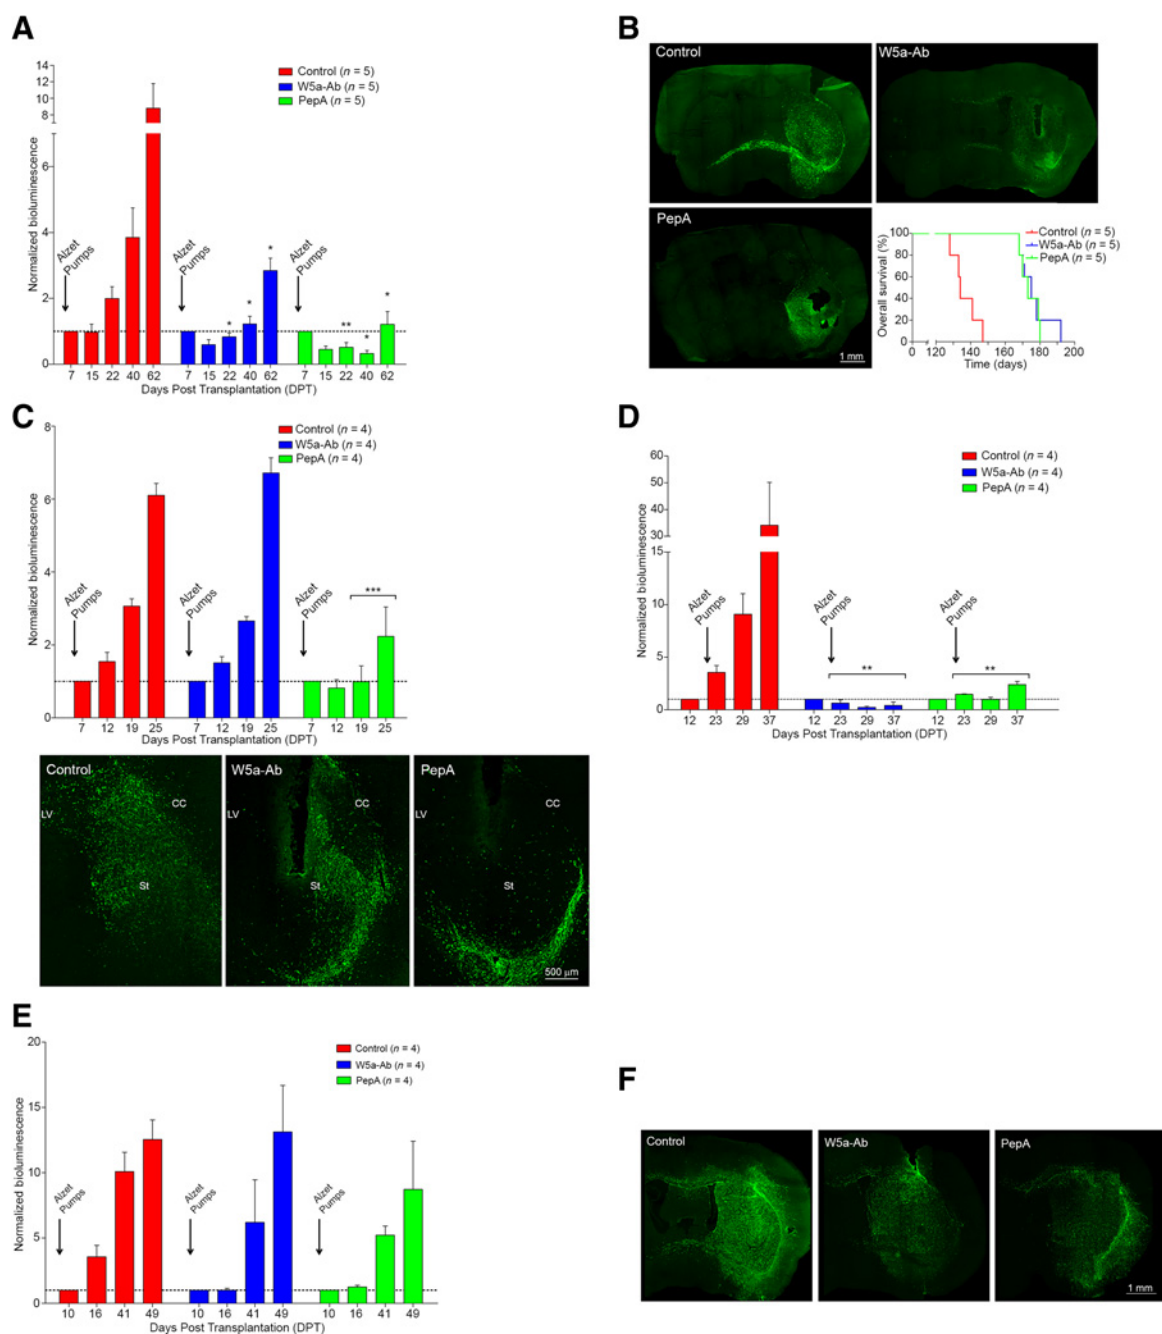 A
14
12
10
8
6
4
2
0
Normalized bioluminescence
Control (n = 5)
W5a-Ab (n = 5)
PepA (n = 5)
Alzet Pumps
* * * ** * *
7 15 22 40 62 7 15 22 40 62 7 15 22 40 62
Days Post Transplantation (DPT)
B
Control
W5a-Ab
PepA
1 mm
100
80
60
40
20
0
Overall survival (%)
Control (n = 5)
W5a-Ab (n = 5)
PepA (n = 5)
0 120 140 160 180 200
Time (days)
C
8
6
4
2
0
Normalized bioluminescence
Control (n = 4)
W5a-Ab (n = 4)
PepA (n = 4)
Alzet Pumps
Alzet Pumps
Alzet Pumps
***
7 12 19 25 7 12 19 25 7 12 19 25
Days Post Transplantation (DPT)
Control
LV
CC
St
W5a-Ab
LV
CC
St
PepA
LV
CC
St
500 µm
D
60
50
40
30
15
10
5
0
Normalized bioluminescence
Control (n = 4)
W5a-Ab (n = 4)
PepA (n = 4)
Alzet Pumps
Alzet Pumps
Alzet Pumps
** **
12 23 29 37 12 23 29 37 12 23 29 37
Days Post Transplantation (DPT)
E
20
15
10
5
0
Normalized bioluminescence
Control (n = 4)
W5a-Ab (n = 4)
PepA (n = 4)
Alzet Pumps
Alzet Pumps
Alzet Pumps
10 16 41 49 10 16 41 49 10 16 41 49
Days Post Transplantation (DPT)
F
Control
W5a-Ab
PepA
1 mm